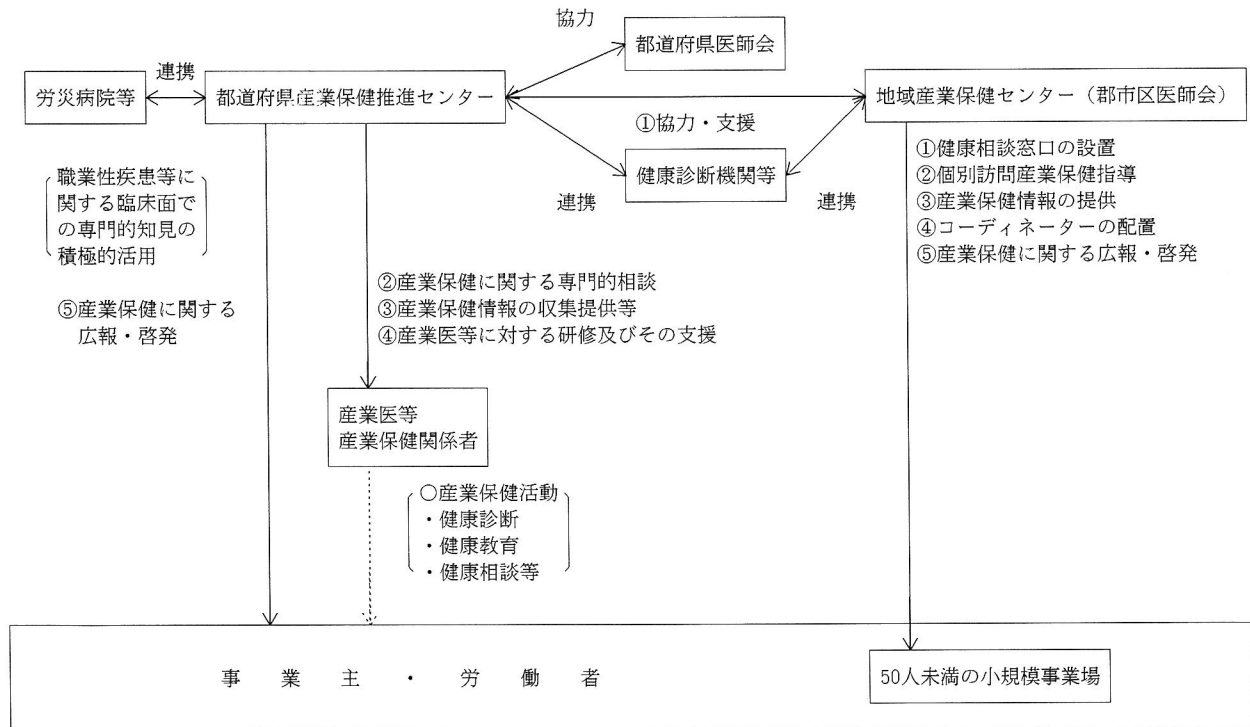 協力
都道府県医師会
連携
労災病院等
都道府県産業保健推進センター
地域産業保健センター（郡市区医師会）
①協力・支援
健康診断機関等
連携
連携
①健康相談窓口の設置
②個別訪問産業保健指導
③産業保健情報の提供
④コーディネーターの配置
⑤産業保健に関する広報・啓発
職業性疾患等に
関する臨床面で
の専門的知見の
積極的活用
⑤産業保健に関する
広報・啓発
②産業保健に関する専門的相談
③産業保健情報の収集提供等
④産業医等に対する研修及びその支援
産業医等
産業保健関係者
○産業保健活動
・健康診断
・健康教育
・健康相談等
事業主・労働者
50人未満の小規模事業場